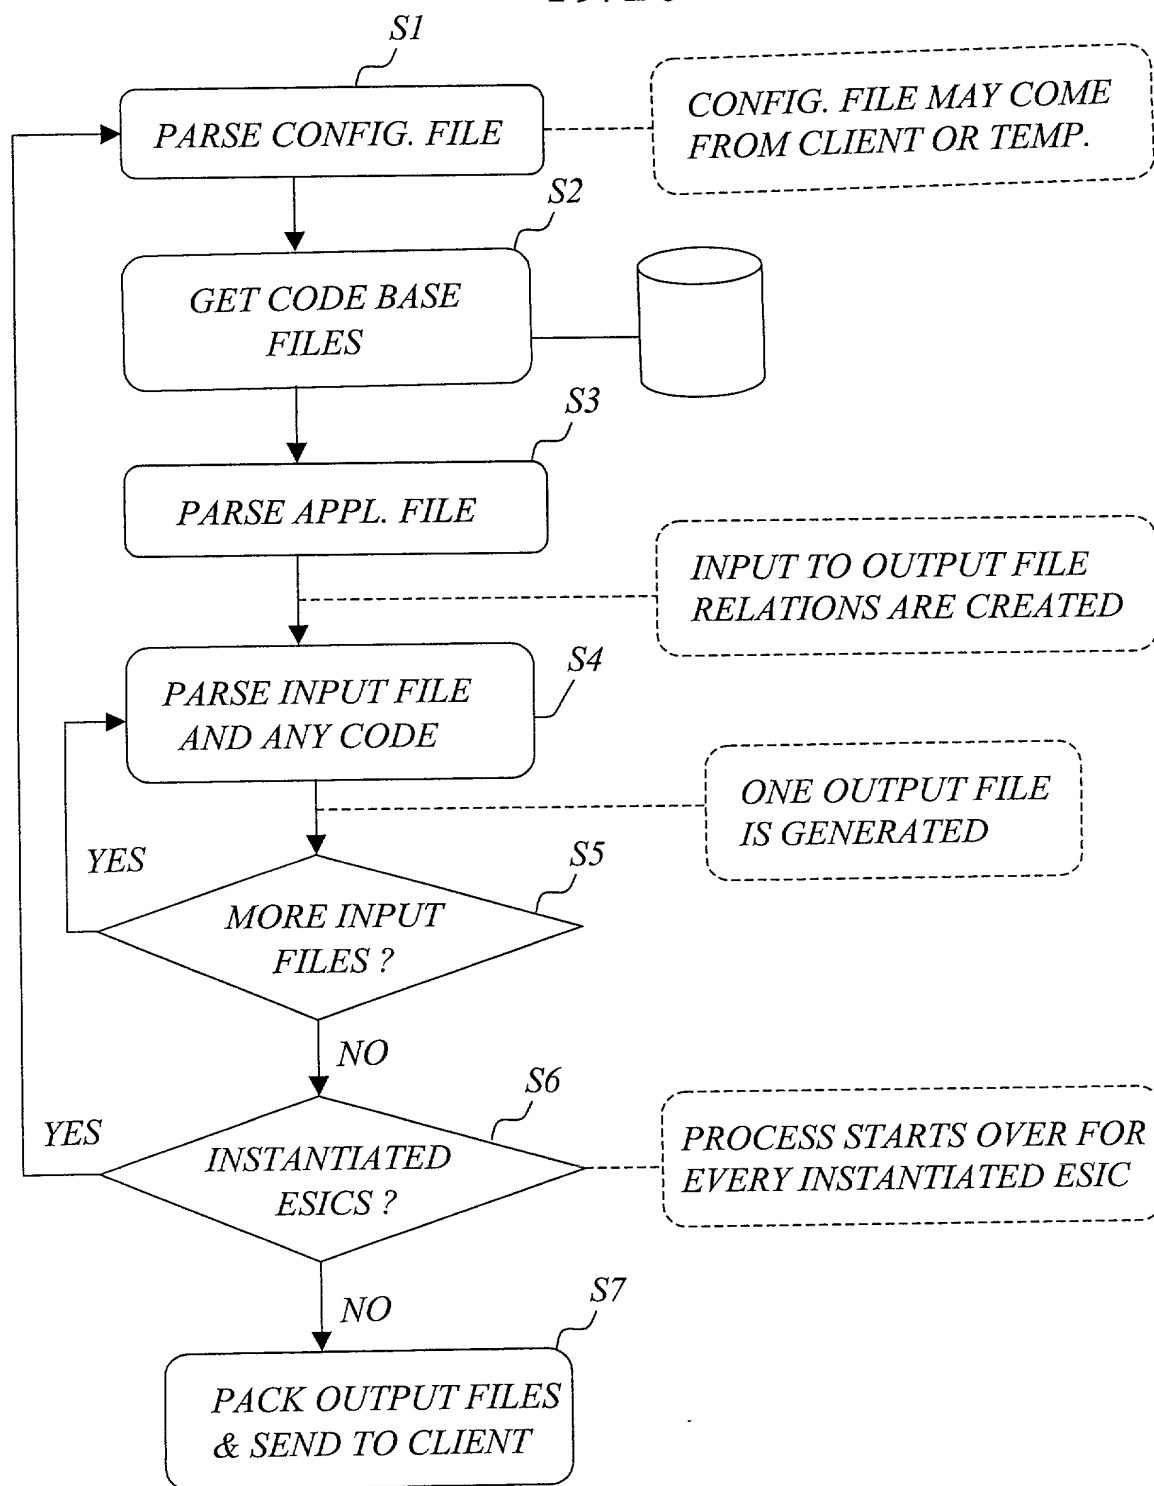 S1
PARSE CONFIG. FILE
CONFIG. FILE MAY COME
FROM CLIENT OR TEMP.
S2
GET CODE BASE
FILES
S3
PARSE APPL. FILE
INPUT TO OUTPUT FILE
RELATIONS ARE CREATED
S4
PARSE INPUT FILE
AND ANY CODE
ONE OUTPUT FILE
IS GENERATED
YES
S5
MORE INPUT
FILES ?
NO
S6
YES
INSTANTIATED
ESICS ?
PROCESS STARTS OVER FOR
EVERY INSTANTIATED ESIC
NO
S7
PACK OUTPUT FILES
& SEND TO CLIENT